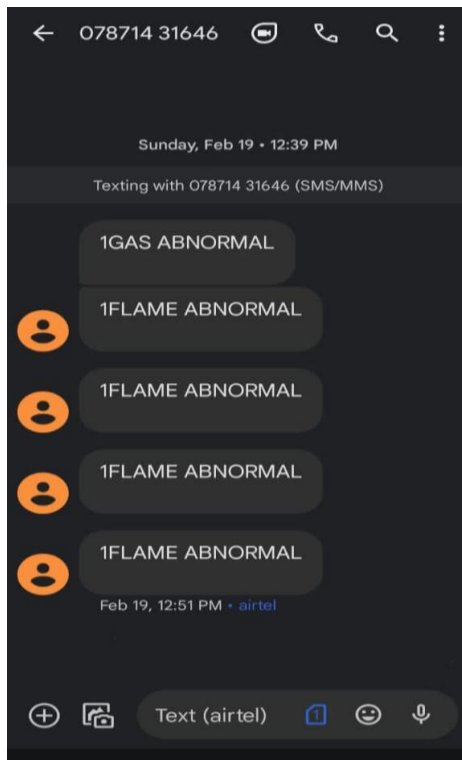 078714 31646
Sunday, Feb 19 • 12:39 PM
Texting with 078714 31646 (SMS/MMS)
1GAS ABNORMAL
1FLAME ABNORMAL
1FLAME ABNORMAL
1FLAME ABNORMAL
1FLAME ABNORMAL
Feb 19, 12:51 PM • airtel
Text (airtel) 1